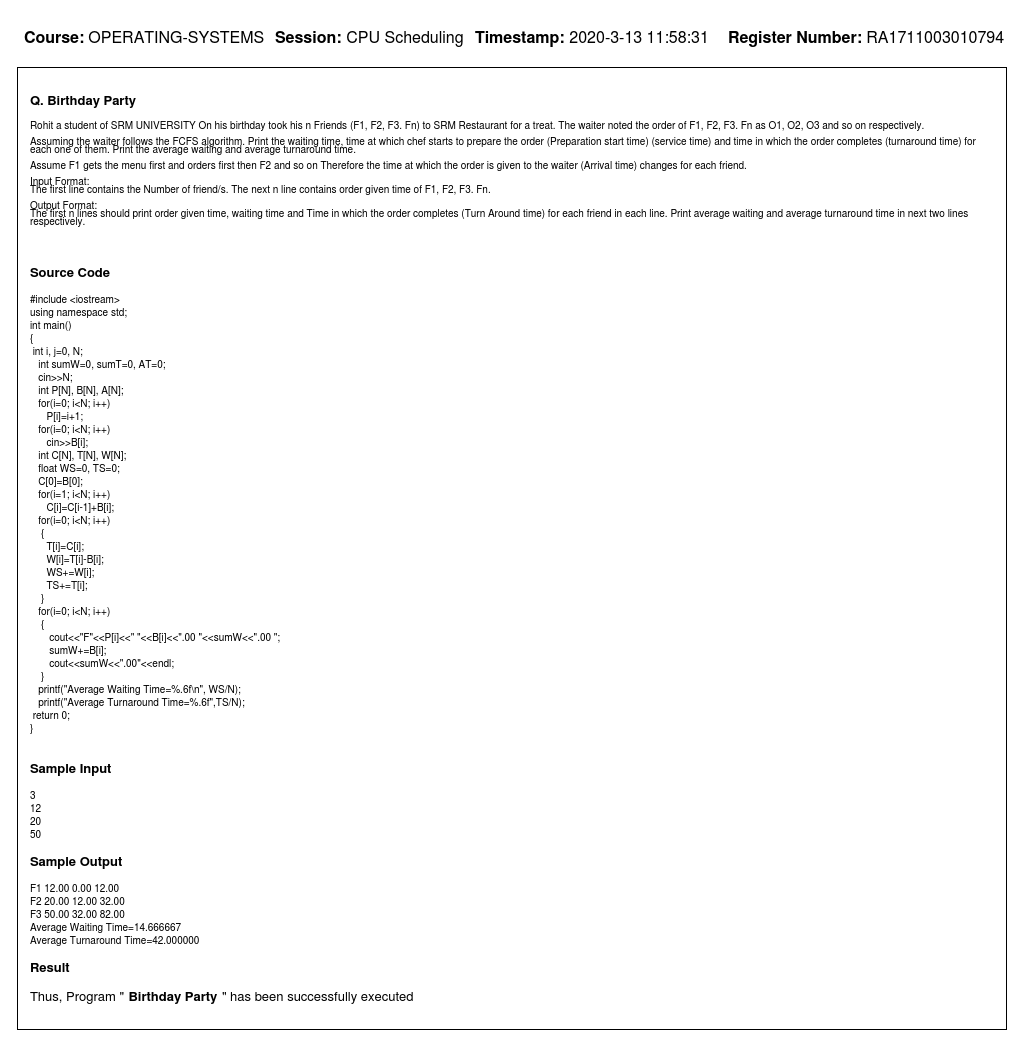 Course: OPERATING-SYSTEMS Session: CPU Scheduling Timestamp: 2020-3-13 11:58:31 Register Number: RA1711003010794
Q. Birthday Party
Rohit a student of SRM UNIVERSITY On his birthday took his n Friends (F1, F2, F3. Fn) to SRM Restaurant for a treat. The waiter noted the order of F1, F2, F3. Fn as O1, O2, O3 and so on respectively.
Assuming the waiter follows the FCFS algorithm. Print the waiting time, time at which chef starts to prepare the order (Preparation start time) (service time) and time in which the order completes (turnaround time) for
each one of them. Print the average waiting and average turnaround time.
Assume F1 gets the menu first and orders first then F2 and so on Therefore the time at which the order is given to the waiter (Arrival time) changes for each friend.
Input Format:
The first line contains the Number of friend/s. The next n line contains order given time of F1, F2, F3. Fn.
Output Format:
The first n lines should print order given time, waiting time and Time in which the order completes (Turn Around time) for each friend in each line. Print average waiting and average turnaround time in next two lines
respectively.
Source Code
#include <iostream>
using namespace std;
int main()
{
 int i, j=0, N;
   int sumW=0, sumT=0, AT=0;
   cin>>N;
   int P[N], B[N], A[N];
   for(i=0; i<N; i++)
      P[i]=i+1;
   for(i=0; i<N; i++)
      cin>>B[i];
   int C[N], T[N], W[N];
   float WS=0, TS=0;
   C[0]=B[0];
   for(i=1; i<N; i++)
      C[i]=C[i-1]+B[i];
   for(i=0; i<N; i++)
    {
      T[i]=C[i];
      W[i]=T[i]-B[i];
      WS+=W[i];
      TS+=T[i];
    }
   for(i=0; i<N; i++)
    {
       cout<<"F"<<P[i]<<" "<<B[i]<<".00 "<<sumW<<".00 ";
       sumW+=B[i];
       cout<<sumW<<".00"<<endl;
    }
   printf("Average Waiting Time=%.6f\n", WS/N);
   printf("Average Turnaround Time=%.6f",TS/N);
 return 0;
}
Sample Input
3
12
20
50
Sample Output
F1 12.00 0.00 12.00
F2 20.00 12.00 32.00
F3 50.00 32.00 82.00
Average Waiting Time=14.666667
Average Turnaround Time=42.000000
Result
Thus, Program " Birthday Party " has been successfully executed